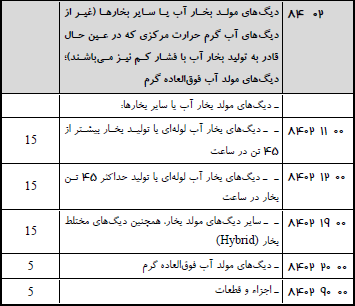 ۸۴ ۰۲
دیگ‌های مولد بخار آب یا سایر بخارها (غیر از
دیگ‌های آب گرم حرارت مرکزی که در عین حال
قادر به تولید بخار آب با فشار کم نیز می‌باشند)؛
دیگ‌های مولد آب فوق‌العاده گرم
ـ دیگ‌های مولد بخار آب یا سایر بخارها:
۸۴۰۲ ۱۱ ۰۰
ـ ـ دیگ‌های بخار آب لوله‌ای با تولید بخار بیشتر از
۴۵ تن در ساعت
15
۸۴۰۲ ۱۲ ۰۰
ـ ـ دیگ‌های بخار آب لوله‌ای با تولید حداکثر ۴۵ تن
بخار در ساعت
15
۸۴۰۲ ۱۹ ۰۰
ـ ـ سایر دیگ‌های مولد بخار، همچنین دیگ‌های مختلط
بخار (Hybrid)
15
۸۴۰۲ ۲۰ ۰۰
ـ دیگ‌های مولد آب فوق‌العاده گرم
5
۸۴۰۲ ۹۰ ۰۰
ـ اجزاء و قطعات
5